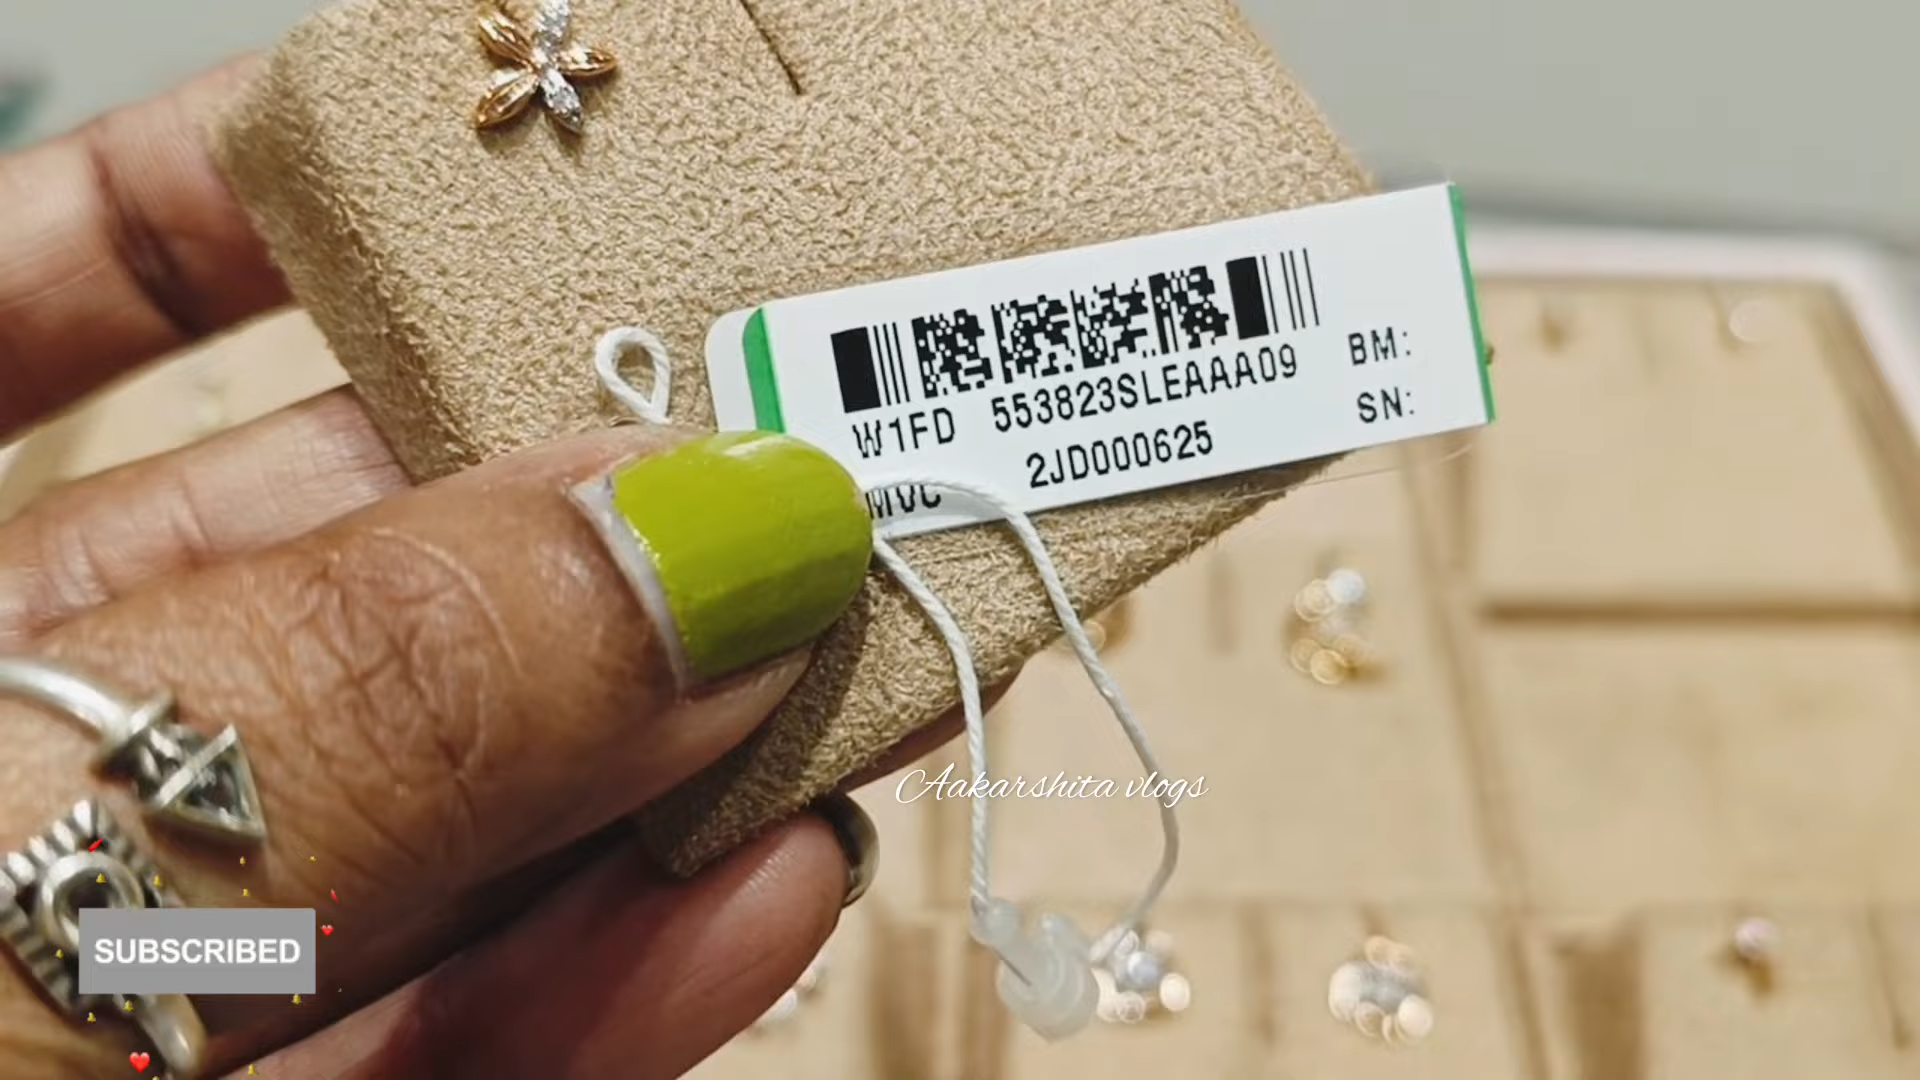 W1FD 553823SLEAAA09 BM:
2JD000625 SN:
Aakarshita vlogs
SUBSCRIBED